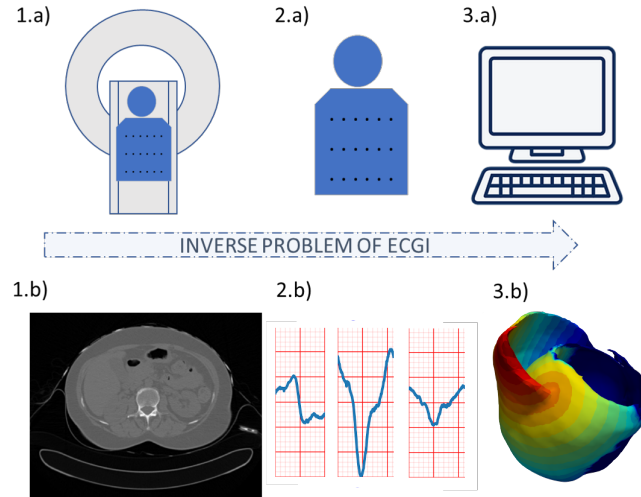 1.a)
2.a)
3.a)
INVERSE PROBLEM OF ECGI
1.b)
2.b)
3.b)